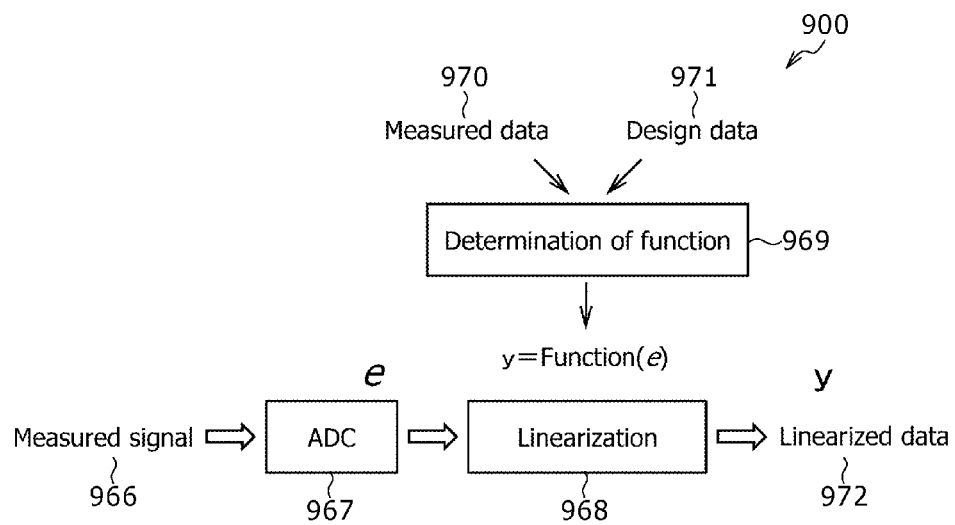 900
970
971
Measured data
Design data
Determination of function
969
y=Function(e)
e
y
Measured signal
ADC
Linearization
Linearized data
966
967
968
972